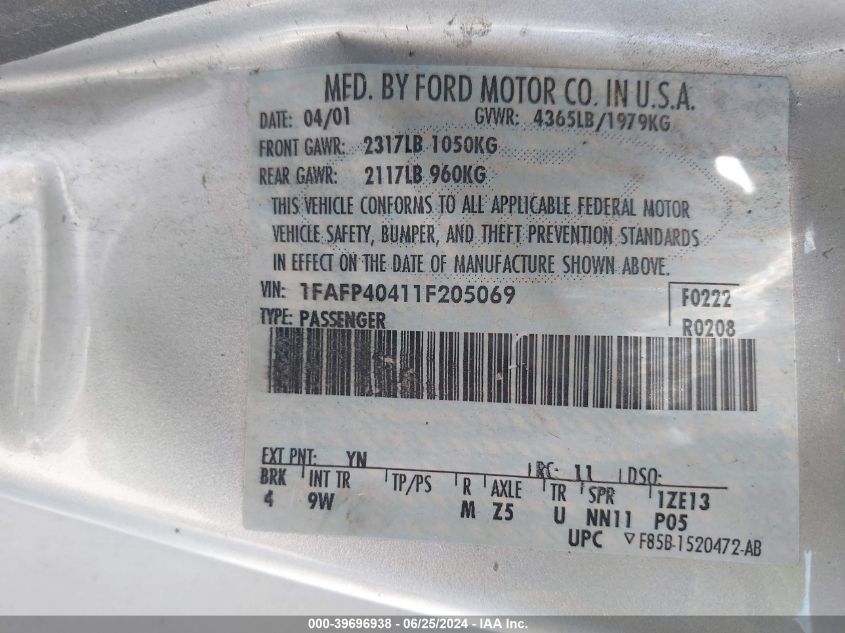 MFD. BY FORD MOTOR CO. IN U.S.A.
DATE: 04/01 GVWR: 4365LB/1979KG
FRONT GAWR: 2317LB 1050KG
REAR GAWR: 2117LB 960KG
THIS VEHICLE CONFORMS TO ALL APPLICABLE FEDERAL MOTOR
VEHICLE SAFETY, BUMPER, AND THEFT PREVENTION STANDARDS
IN EFFECT ON THE DATE OF MANUFACTURE SHOWN ABOVE.
VIN: 1FAFP40411F205069 F0222
TYPE: PASSENGER R0208
EXT PNT: YN RC: 11 DSO:
BRK INT TR TP/PS R AXLE TR SPR 1ZE13
4 9W M Z5 U NN11 P05
UPC ▽F85B-1520472-AB
000-39696938 - 06/25/2024 - IAA Inc.